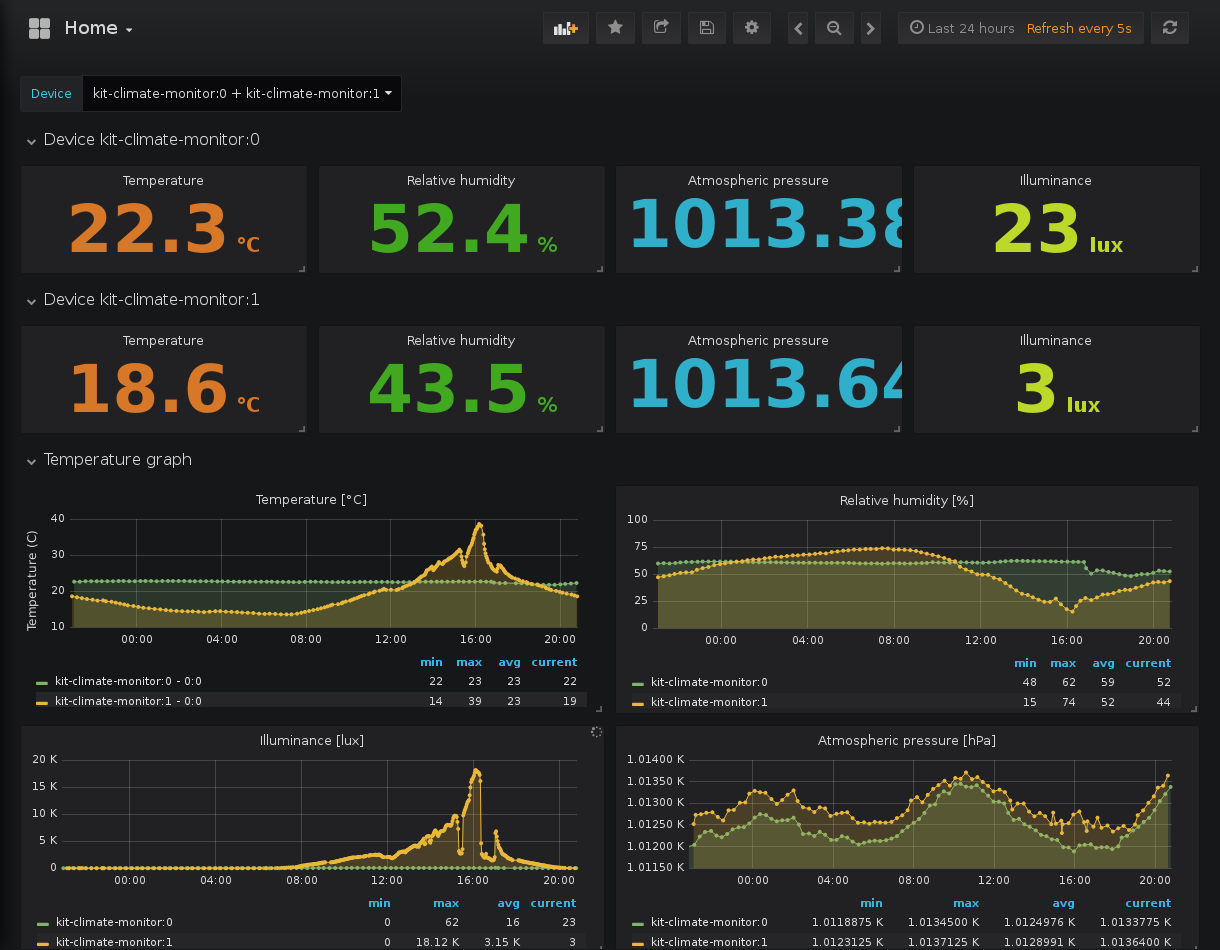 Home
Last 24 hours Refresh every 5s
Device kit-climate-monitor:0 + kit-climate-monitor:1
Device kit-climate-monitor:0
Temperature Relative humidity Atmospheric pressure Illuminance
22.3 °C 52.4 % 1013.38 23 lux
Device kit-climate-monitor:1
Temperature Relative humidity Atmospheric pressure Illuminance
18.6 °C 43.5 % 1013.64 3 lux
Temperature graph
Temperature [°C]
Temperature (C)
40
30
20
10
00:00 04:00 08:00 12:00 16:00 20:00
min max avg current
kit-climate-monitor:0 - 0:0 22 23 23 22
kit-climate-monitor:1 - 0:0 14 39 23 19
Relative humidity [%]
100
75
50
25
0
00:00 04:00 08:00 12:00 16:00 20:00
min max avg current
kit-climate-monitor:0 48 62 59 52
kit-climate-monitor:1 15 74 52 44
Illuminance [lux]
20 K
15 K
10 K
5 K
0
00:00 04:00 08:00 12:00 16:00 20:00
min max avg current
kit-climate-monitor:0 0 62 16 23
kit-climate-monitor:1 0 18.12 K 3.15 K 3
Atmospheric pressure [hPa]
1.01400 K
1.01350 K
1.01300 K
1.01250 K
1.01200 K
1.01150 K
00:00 04:00 08:00 12:00 16:00 20:00
min max avg current
kit-climate-monitor:0 1.0118875 K 1.0134500 K 1.0124976 K 1.0133775 K
kit-climate-monitor:1 1.0123125 K 1.0137125 K 1.0128991 K 1.0136400 K